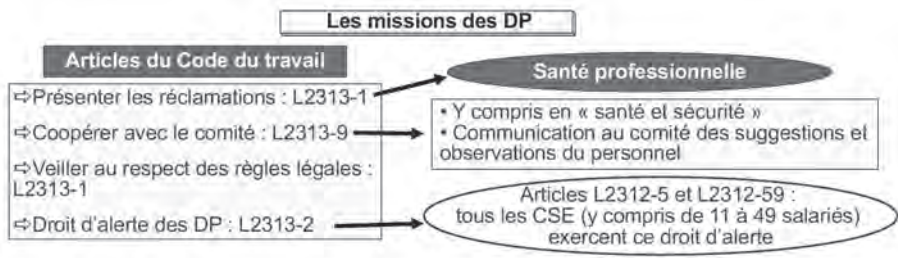 Les missions des DP
Articles du Code du travail
⇨Présenter les réclamations : L2313-1
⇨Coopérer avec le comité : L2313-9
⇨Veiller au respect des règles légales :
L2313-1
⇨Droit d'alerte des DP : L2313-2
Santé professionnelle
• Y compris en « santé et sécurité »
• Communication au comité des suggestions et
observations du personnel
Articles L2312-5 et L2312-59 :
tous les CSE (y compris de 11 à 49 salariés)
exercent ce droit d'alerte